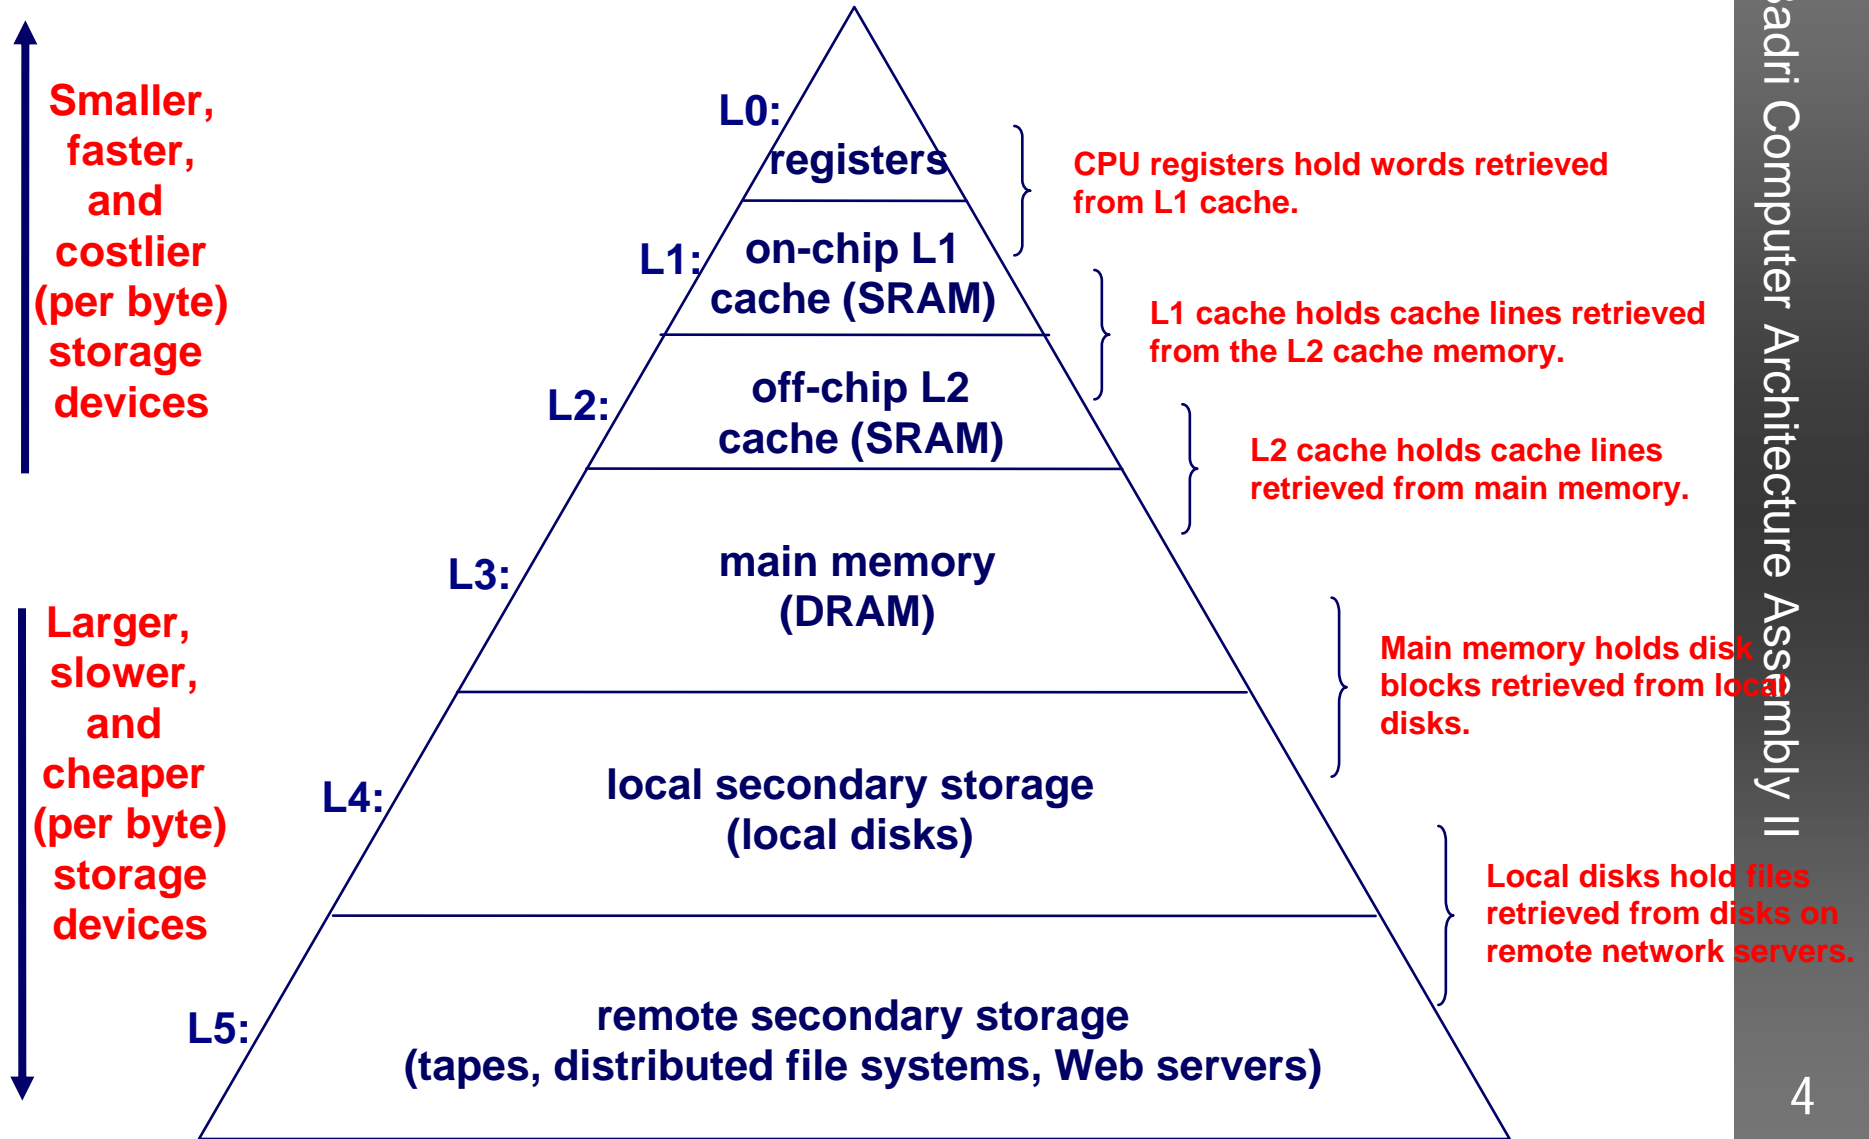 Smaller,
faster,
and
costlier
(per byte)
storage
devices
Larger,
slower,
and
cheaper
(per byte)
storage
devices
L0:
registers
L1:
on-chip L1
cache (SRAM)
L2:
off-chip L2
cache (SRAM)
L3:
main memory
(DRAM)
L4:
local secondary storage
(local disks)
L5:
remote secondary storage
(tapes, distributed file systems, Web servers)
CPU registers hold words retrieved
from L1 cache.
L1 cache holds cache lines retrieved
from the L2 cache memory.
L2 cache holds cache lines
retrieved from main memory.
Main memory holds disk
blocks retrieved from local
disks.
Local disks hold files
retrieved from disks on
remote network servers.
Computer Architecture Assembly II
4